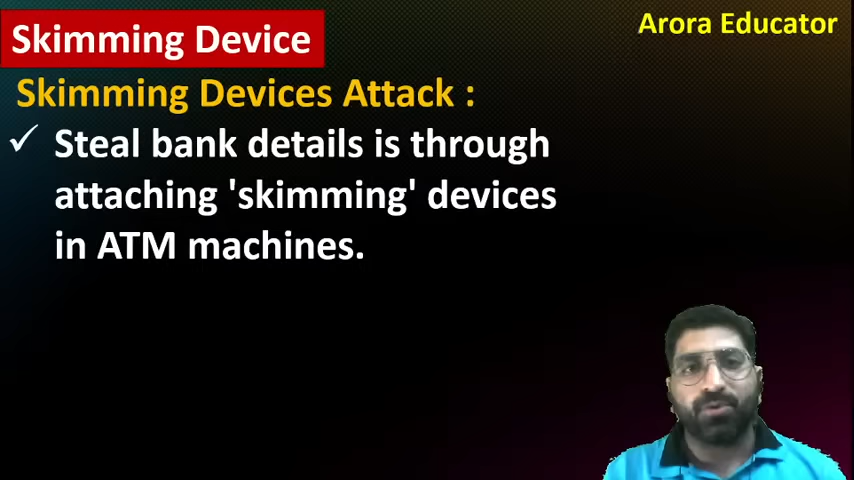 Skimming Device
Arora Educator
Skimming Devices Attack :
✓ Steal bank details is through
attaching 'skimming' devices
in ATM machines.